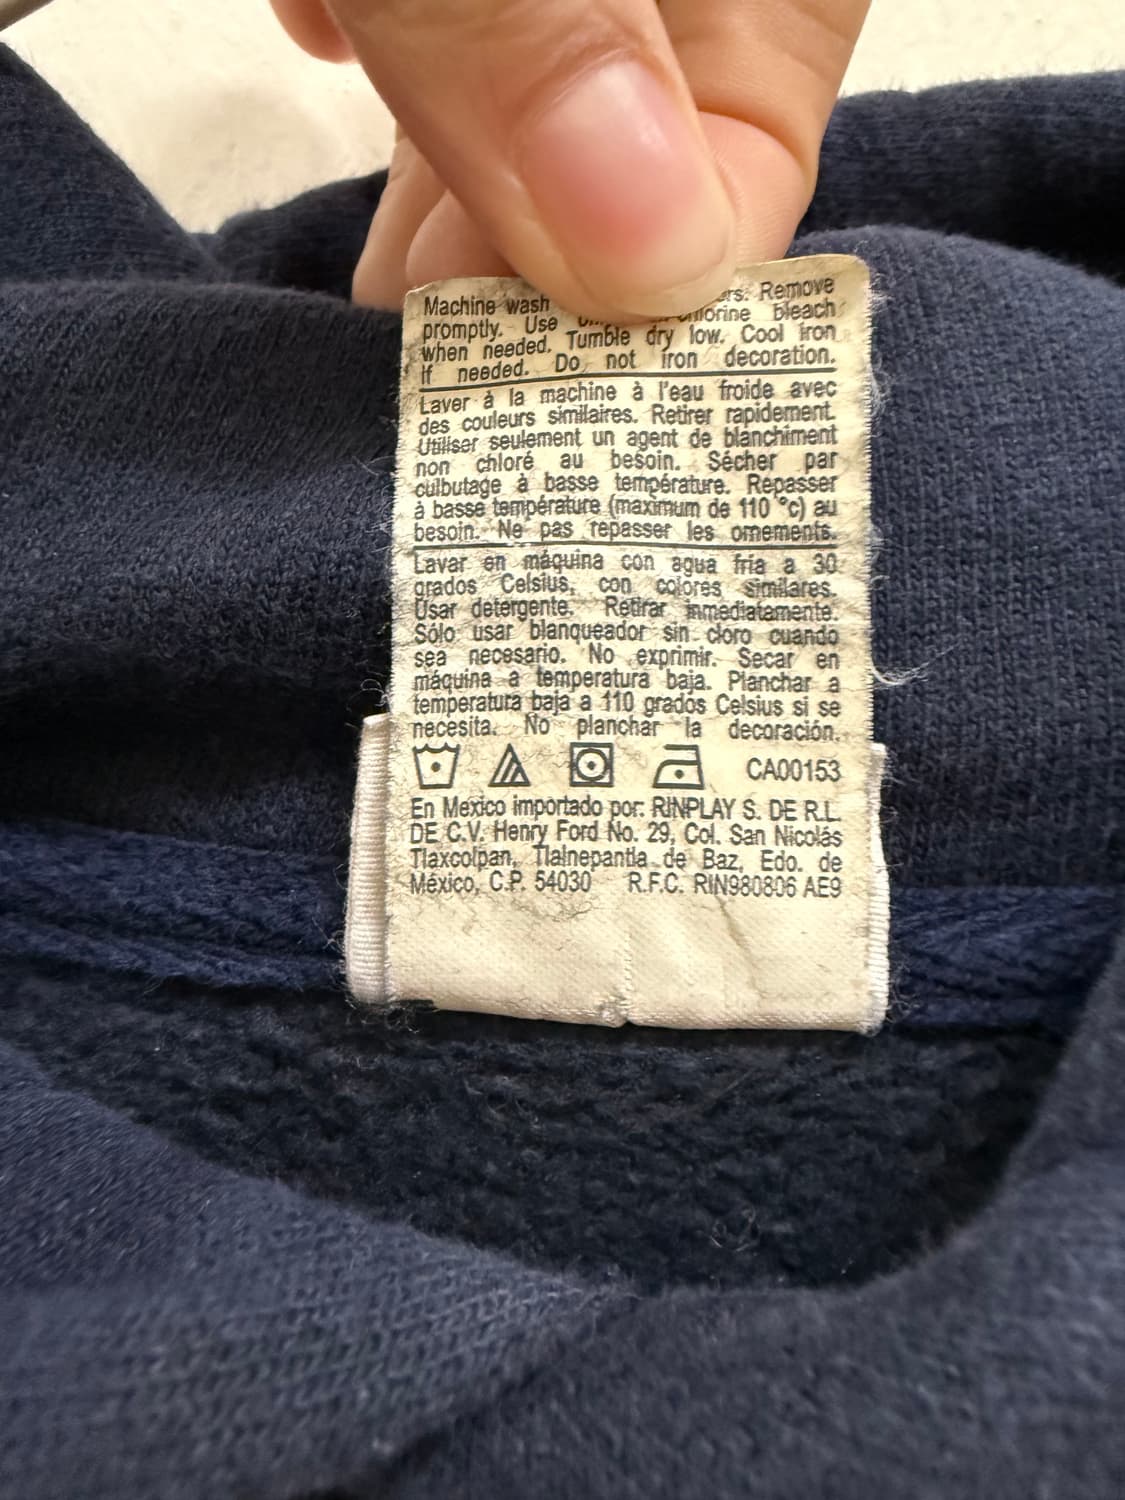 Machine wash ers. Remove
promptly. Use chlorine bleach
when needed. Tumble dry low. Cool iron
if needed. Do not iron decoration.
Laver à la machine à l'eau froide avec
des couleurs similaires. Retirer rapidement.
Utiliser seulement un agent de blanchiment
non chloré au besoin. Sécher par
culbutage à basse température. Repasser
à basse température (maximum de 110 °c) au
besoin. Ne pas repasser les ornements.
Lavar en máquina con agua fría a 30
grados Celsius, con colores similares.
Usar detergente. Retirar inmediatamente.
Sólo usar blanqueador sin cloro cuando
sea necesario. No exprimir. Secar en
máquina a temperatura baja. Planchar a
temperatura baja a 110 grados Celsius si se
necesita. No planchar la decoración.
CA00153
En Mexico importado por: RINPLAY S. DE R.L.
DE C.V. Henry Ford No. 29, Col. San Nicolás
Tlaxcolpan, Tlalnepantla de Baz, Edo. de
México, C.P. 54030 R.F.C. RIN980806 AE9